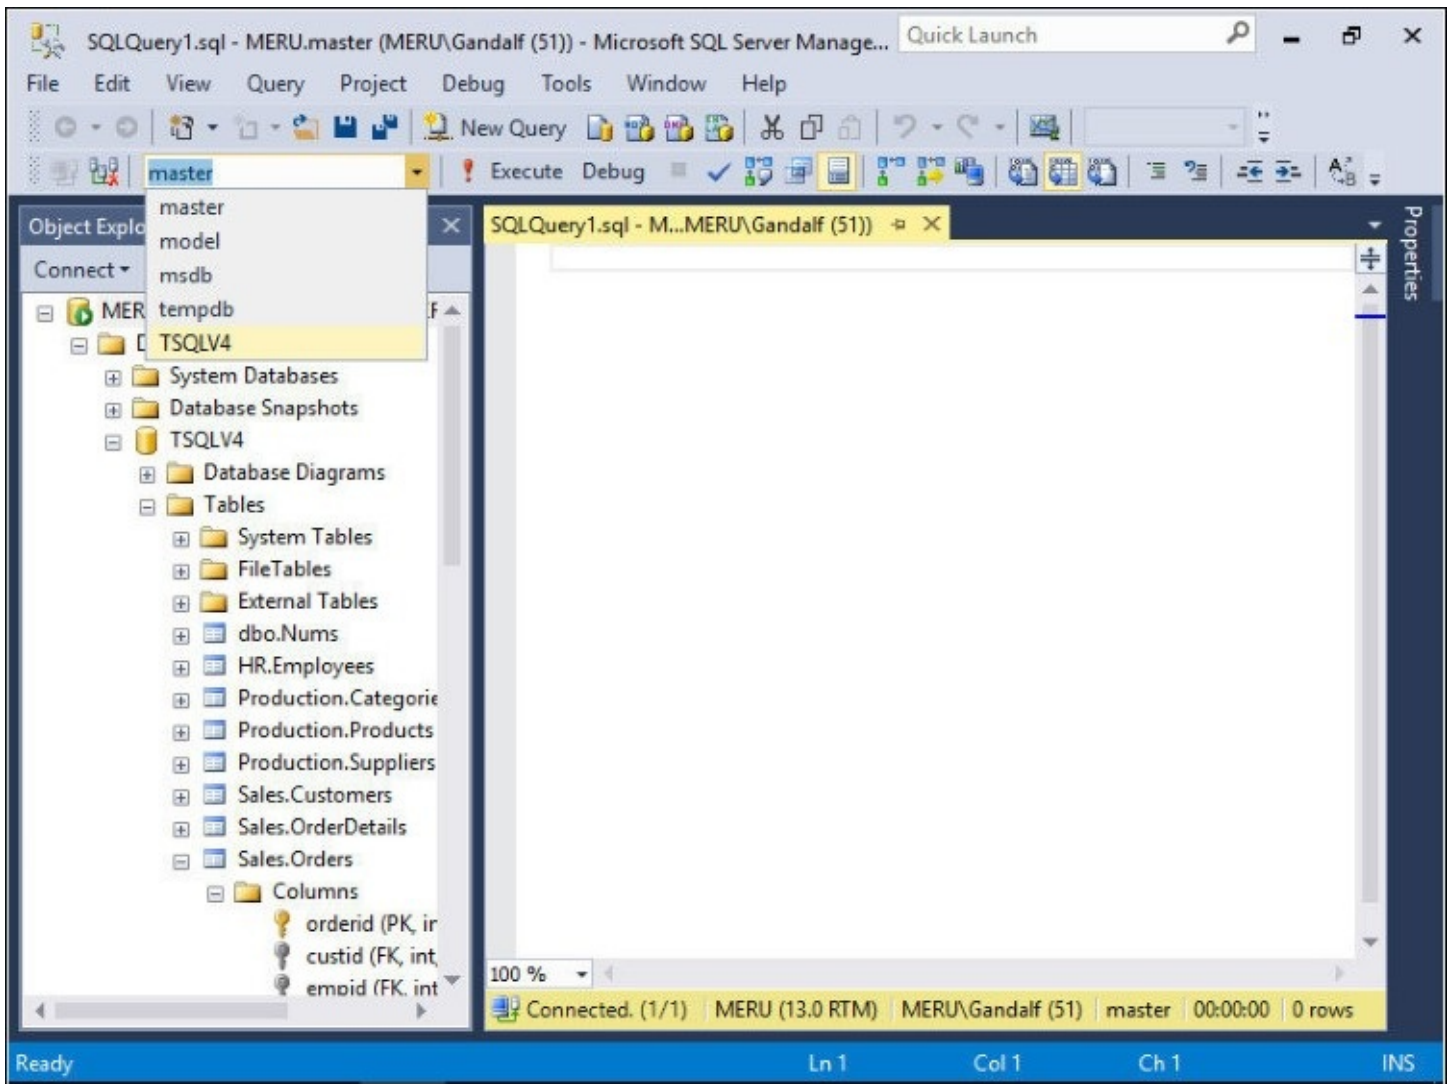 SQLQuery1.sql - MERU.master (MERU\Gandalf (51)) - Microsoft SQL Server Manage... Quick Launch
File Edit View Query Project Debug Tools Window Help
New Query
master Execute Debug
master
model
msdb
tempdb
TSQLV4
Object Explo
SQLQuery1.sql - M...MERU\Gandalf (51))
Properties
Connect
MER
System Databases
Database Snapshots
TSQLV4
Database Diagrams
Tables
System Tables
FileTables
External Tables
dbo.Nums
HR.Employees
Production.Categorie
Production.Products
Production.Suppliers
Sales.Customers
Sales.OrderDetails
Sales.Orders
Columns
orderid (PK, in
custid (FK, int,
empid (FK, int
100 %
Connected. (1/1) MERU (13.0 RTM) MERU\Gandalf (51) master 00:00:00 0 rows
Ready Ln 1 Col 1 Ch 1 INS